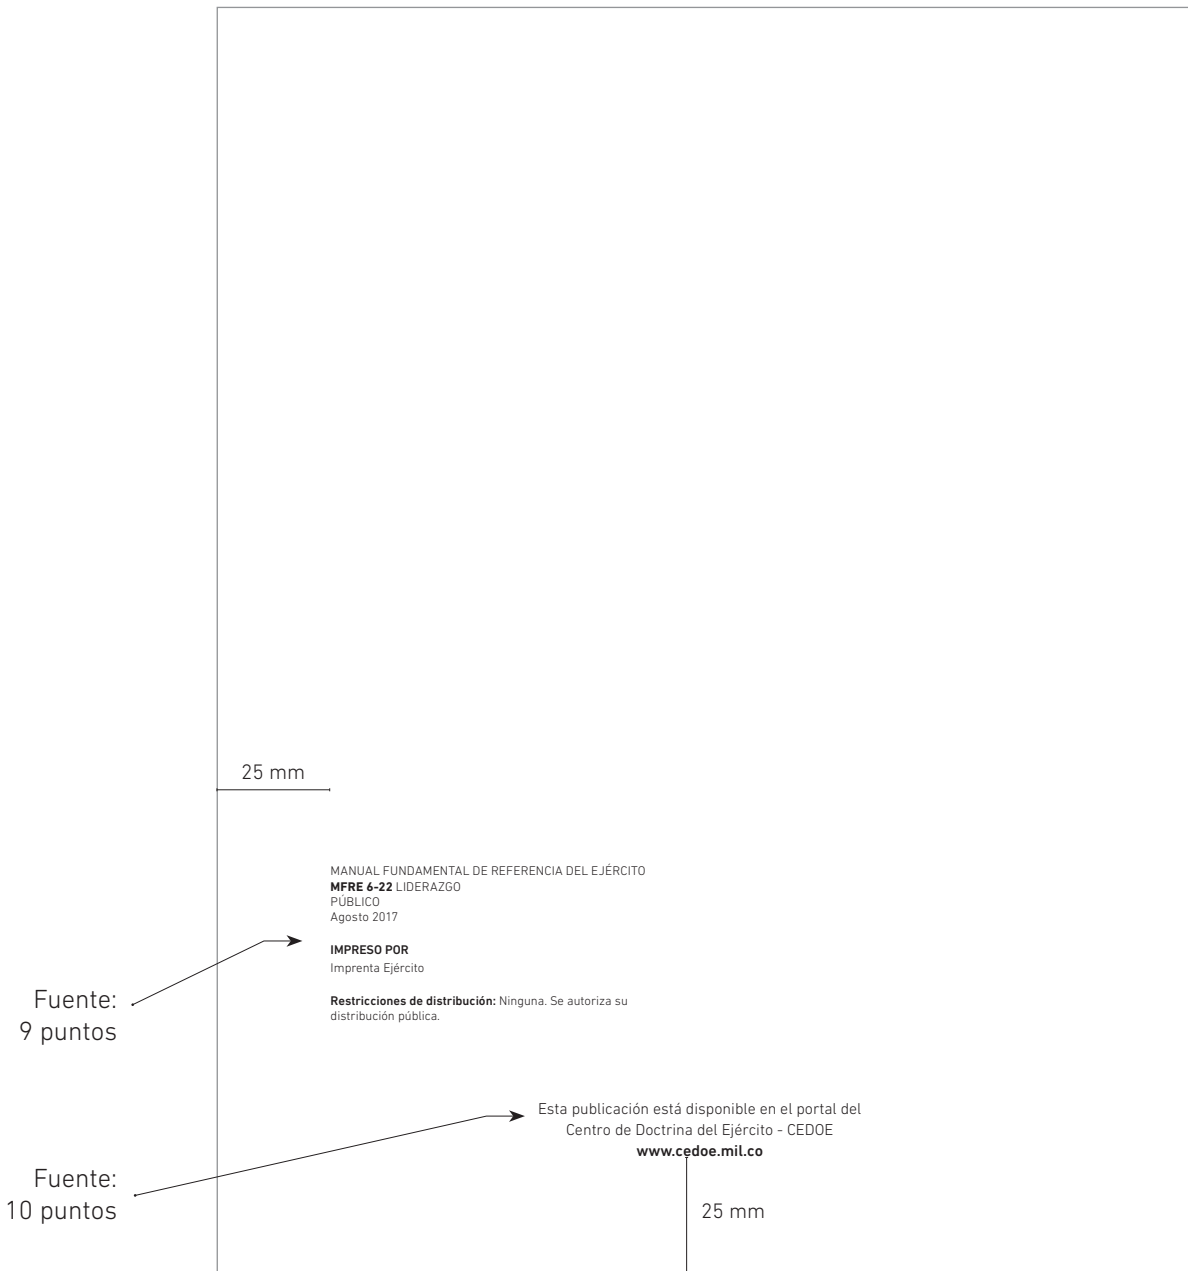 25 mm
MANUAL FUNDAMENTAL DE REFERENCIA DEL EJÉRCITO
MFRE 6-22 LIDERAZGO
PÚBLICO
Agosto 2017
IMPRESO POR
Imprenta Ejército
Fuente:
9 puntos
Restricciones de distribución: Ninguna. Se autoriza su
distribución pública.
Esta publicación está disponible en el portal del
Centro de Doctrina del Ejército - CEDOE
www.cedoe.mil.co
Fuente:
10 puntos
25 mm